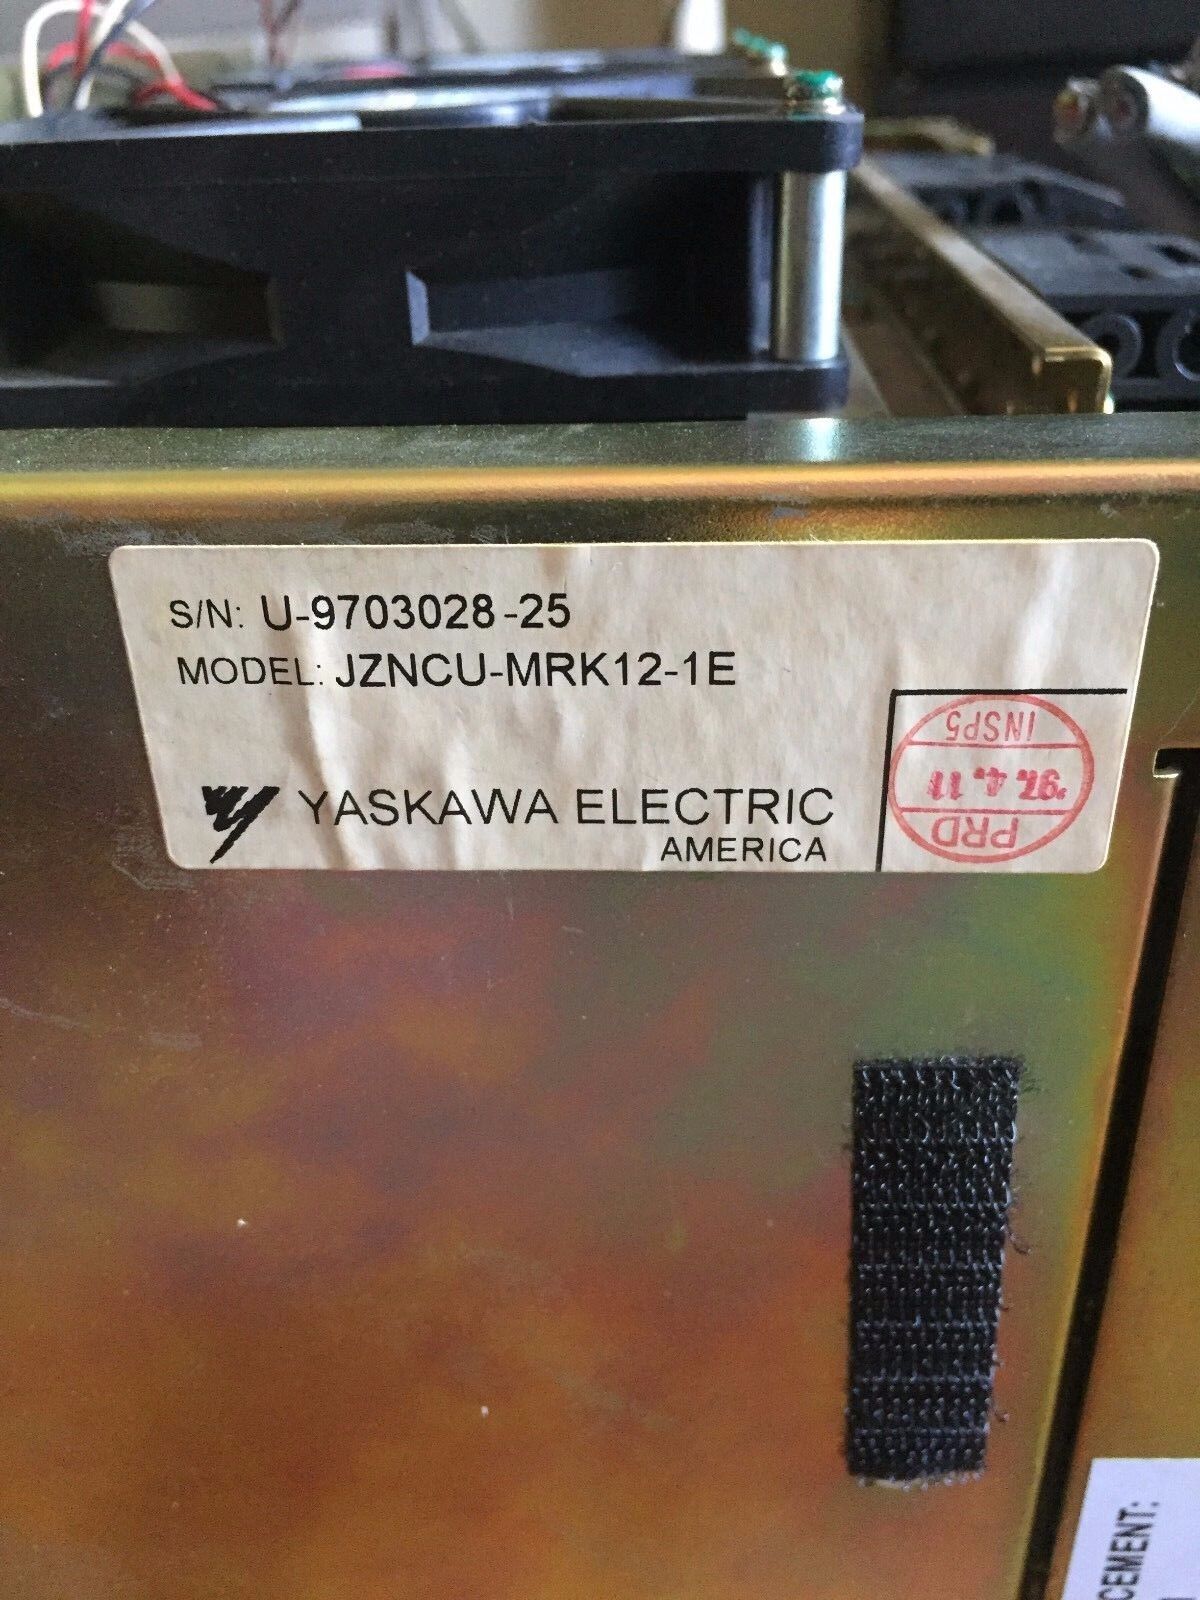 S/N: U-9703028-25
MODEL: JZNCU-MRK12-1E
YASKAWA ELECTRIC
AMERICA
PRD
'97. 4. 11
INSP5
CEMENT: